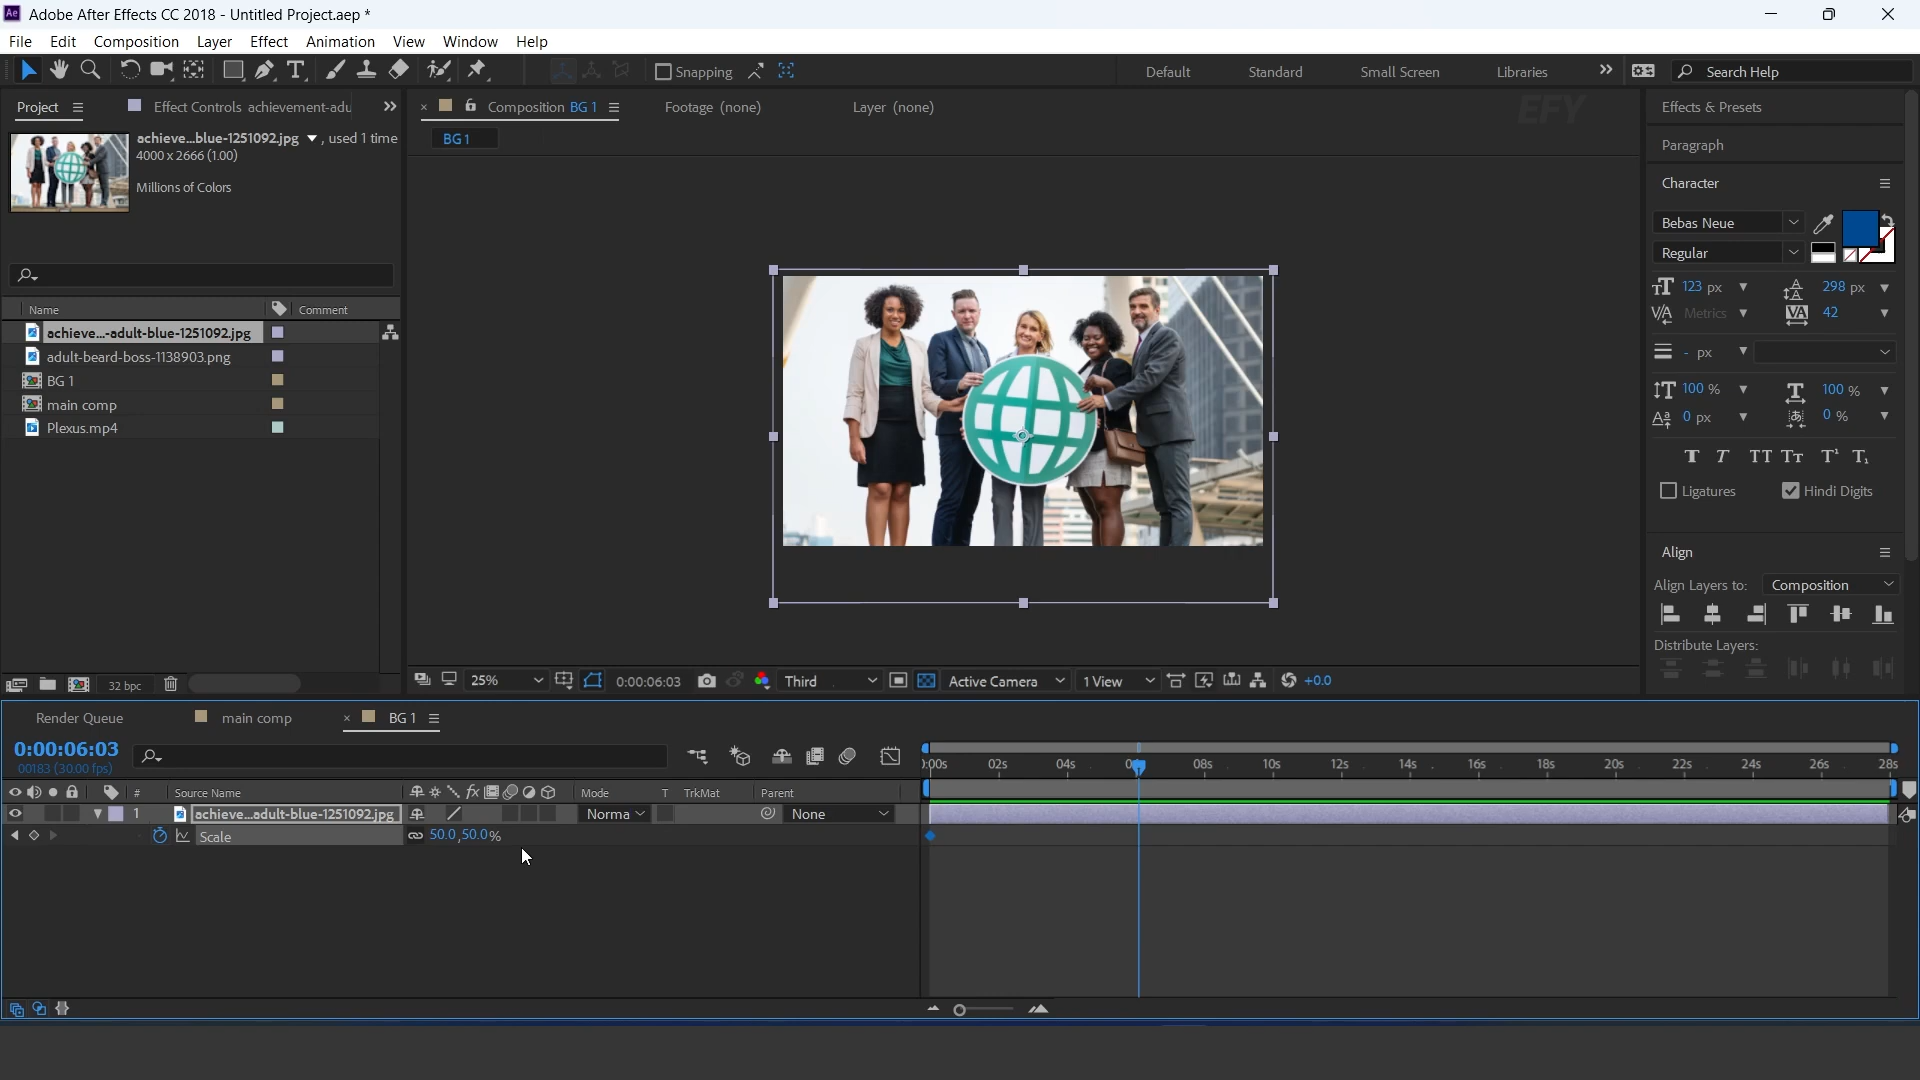 Ae Adobe After Effects CC 2018 - Untitled Project.aep *
File Edit Composition Layer Effect Animation View Window Help
T Snapping Default Standard Small Screen Libraries Search Help
Project Effect Controls achievement-adu
Composition BG 1 Footage (none) Layer (none) EFY
Effects & Presets
achieve...blue-1251092.jpg , used 1 time
4000 x 2666 (1.00)
Millions of Colors
BG 1
Paragraph
Character
Bebas Neue
Regular
123 px 298 px
Metrics 42
- px
100 % 100 %
0 px 0 %
T T TT Tт T¹ T₁
Ligatures Hindi Digits
Align
Align Layers to: Composition
Distribute Layers:
Name Comment
achieve...-adult-blue-1251092.jpg
adult-beard-boss-1138903.png
BG 1
main comp
Plexus.mp4
32 bpc
25% 0:00:06:03 Third Active Camera 1 View +0.0
Render Queue main comp BG 1
0:00:06:03
00183 (30.00 fps)
):00s 02s 04s 0 08s 10s 12s 14s 16s 18s 20s 22s 24s 26s 28s
# Source Name fx Mode T TrkMat Parent
1 achieve...adult-blue-1251092.jpg Norma None
Scale 50.0,50.0%